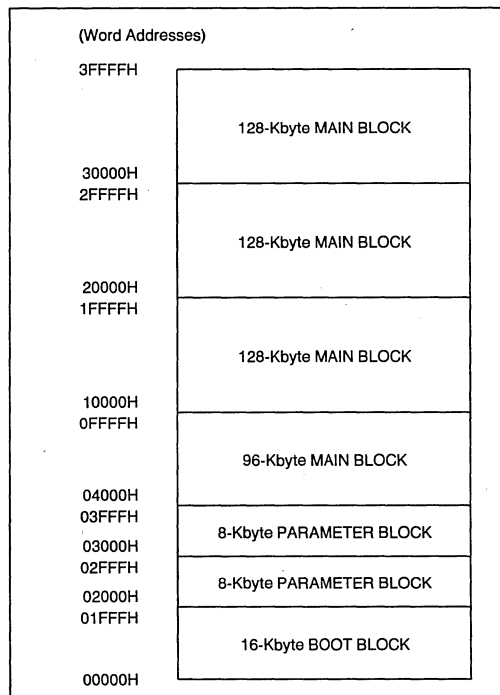 (Word Addresses)
3FFFFH
128-Kbyte MAIN BLOCK
30000H
2FFFFH
128-Kbyte MAIN BLOCK
20000H
1FFFFH
128-Kbyte MAIN BLOCK
10000H
0FFFFH
96-Kbyte MAIN BLOCK
04000H
03FFFH
8-Kbyte PARAMETER BLOCK
03000H
02FFFH
8-Kbyte PARAMETER BLOCK
02000H
01FFFH
16-Kbyte BOOT BLOCK
00000H